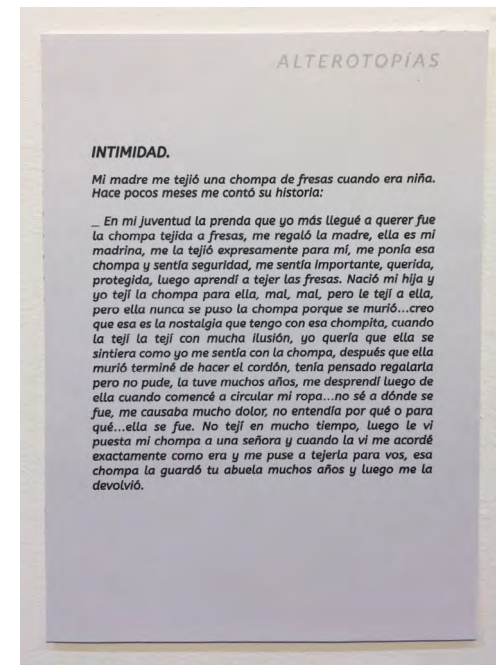 ALTEROTOPÍAS
INTIMIDAD.
Mi madre me tejió una chompa de fresas cuando era niña.
Hace pocos meses me contó su historia:
_ En mi juventud la prenda que yo más llegué a querer fue
la chompa tejida a fresas, me regaló la madre, ella es mi
madrina, me la tejió expresamente para mí, me ponía esa
chompa y sentía seguridad, me sentía importante, querida,
protegida, luego aprendí a tejer las fresas. Nació mi hija y
yo tejí la chompa para ella, mal, mal, pero le tejí a ella,
pero ella nunca se puso la chompa porque se murió...creo
que esa es la nostalgia que tengo con esa chompita, cuando
la tejí la tejí con mucha ilusión, yo quería que ella se
sintiera como yo me sentía con la chompa, después que ella
murió terminé de hacer el cordón, tenía pensado regalarla
pero no pude, la tuve muchos años, me desprendí luego de
ella cuando comencé a circular mi ropa...no sé a dónde se
fue, me causaba mucho dolor, no entendía por qué o para
qué...ella se fue. No tejí en mucho tiempo, luego le vi
puesta mi chompa a una señora y cuando la vi me acordé
exactamente como era y me puse a tejerla para vos, esa
chompa la guardó tu abuela muchos años y luego me la
devolvió.